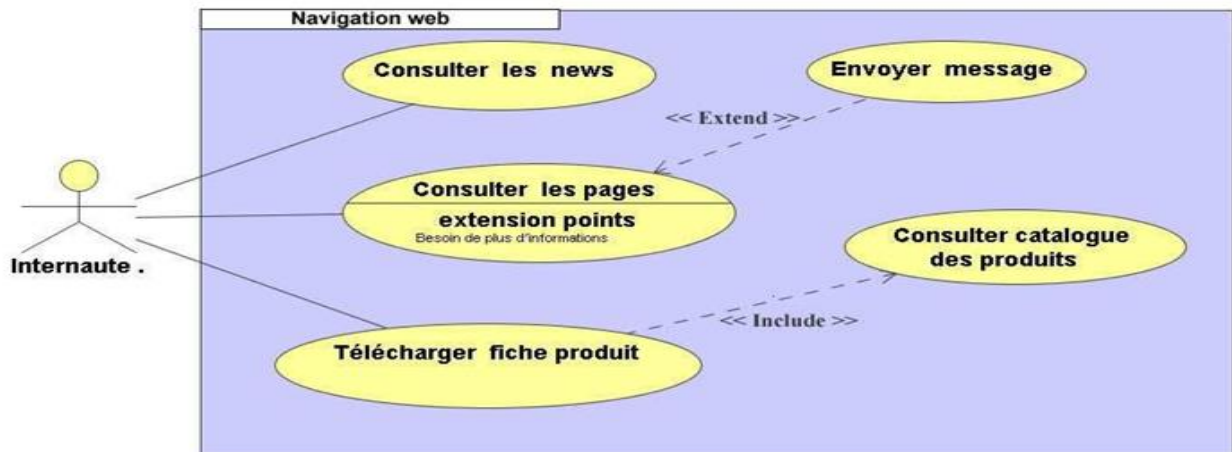 Navigation web
Consulter les news
Envoyer message
<< Extend >>
Consulter les pages
extension points
Besoin de plus d'informations
Consulter catalogue
des produits
Internaute .
<< Include >>
Télécharger fiche produit